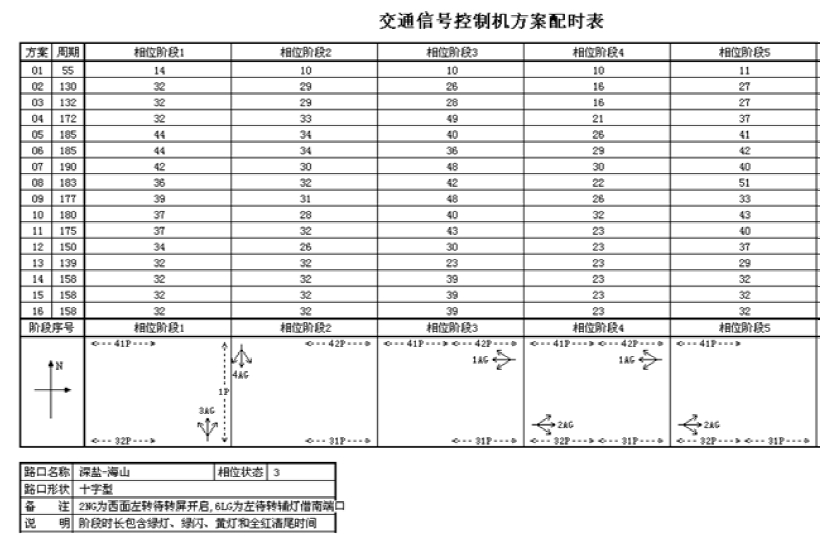 交通信号控制机方案配时表
方案 周期 相位阶段1 相位阶段2 相位阶段3 相位阶段4 相位阶段5
01 55 14 10 10 10 11
02 130 32 29 26 16 27
03 132 32 29 28 16 27
04 172 32 33 49 21 37
05 185 44 34 40 26 41
06 185 44 34 36 29 42
07 190 42 30 48 30 40
08 183 36 32 42 22 51
09 177 39 31 48 26 33
10 180 37 28 40 32 43
11 175 37 32 43 23 40
12 150 34 26 30 23 37
13 139 32 32 23 23 29
14 158 32 32 39 23 32
15 158 32 32 39 23 32
16 158 32 32 39 23 32
阶段序号 相位阶段1 相位阶段2 相位阶段3 相位阶段4 相位阶段5
41P 42P 41P 42P 41P 42P 41P
N 4AG 1AG 1AG
1P
3AG 2AG 2AG
32P 31P 31P 32P 31P 32P 31P
路口名称 深盐-海山 相位状态 3
路口形状 十字型
备 注 2NG为西面左转待转屏开启,6LG为左待转辅灯借南端口
说 明 阶段时长包含绿灯、绿闪、黄灯和全红清尾时间